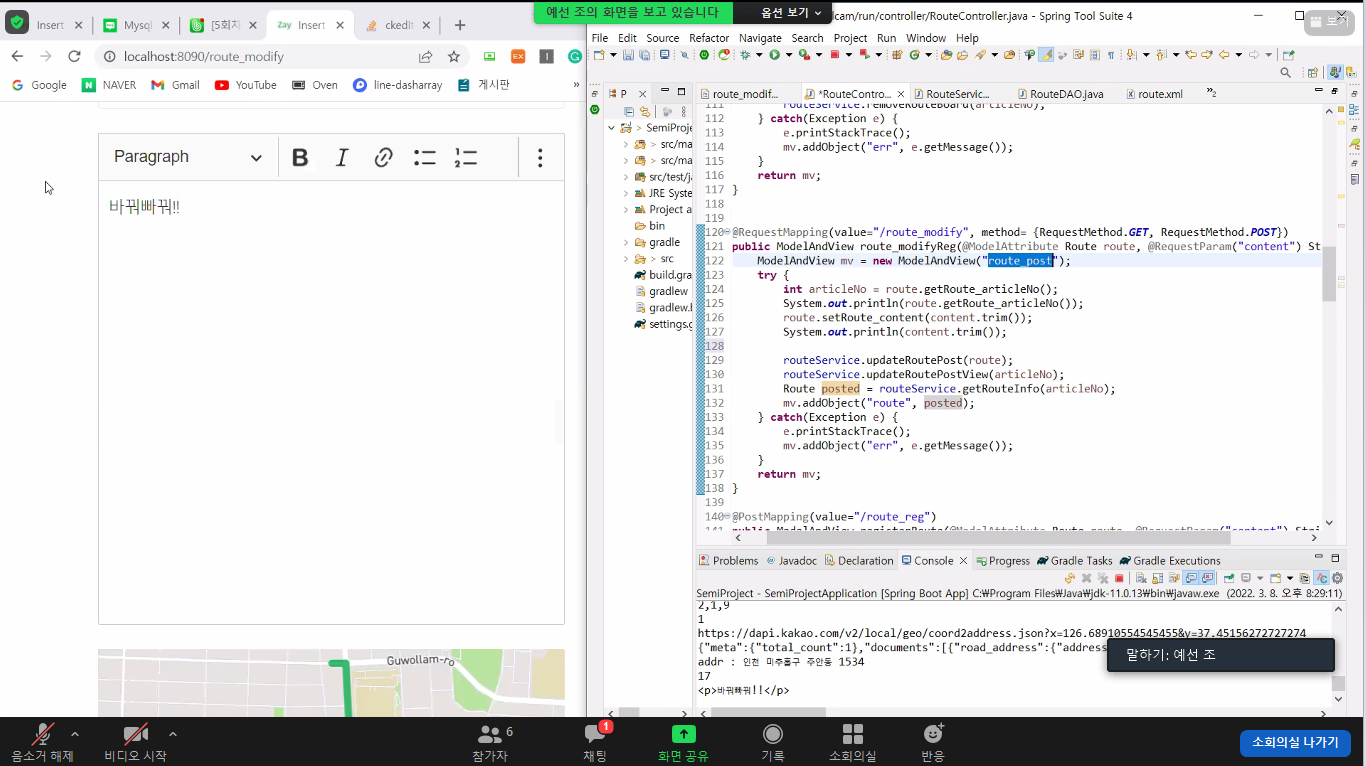 예선 조의 화면을 보고 있습니다
옵션 보기
보기
Insert
Mysql
[5회차
Zay Insert
ckedit
localhost:8090/route_modify
Google
NAVER
Gmail
YouTube
Oven
line-dasharray
게시판
Paragraph
B
I
바꿔빠꿔!!
Guwollam-ro
lcam/run/controller/RouteController.java - Spring Tool Suite 4
File Edit Source Refactor Navigate Search Project Run Window Help
P
SemiProje
src/ma
src/ma
src/test/ja
JRE Syste
Project a
bin
gradle
src
build.gra
gradlew
gradlew.b
settings.g
route_modif...
*RouteContro...
RouteServic...
RouteDAO.java
route.xml
111 routeService.removeRouteBoard(articleNo);
112 } catch(Exception e) {
113 e.printStackTrace();
114 mv.addObject("err", e.getMessage());
115 }
116 return mv;
117 }
118
119
120 @RequestMapping(value="/route_modify", method= {RequestMethod.GET, RequestMethod.POST})
121 public ModelAndView route_modifyReg(@ModelAttribute Route route, @RequestParam("content") St
122 ModelAndView mv = new ModelAndView("route_post");
123 try {
124 int articleNo = route.getRoute_articleNo();
125 System.out.println(route.getRoute_articleNo());
126 route.setRoute_content(content.trim());
127 System.out.println(content.trim());
128
129 routeService.updateRoutePost(route);
130 routeService.updateRoutePostView(articleNo);
131 Route posted = routeService.getRouteInfo(articleNo);
132 mv.addObject("route", posted);
133 } catch(Exception e) {
134 e.printStackTrace();
135 mv.addObject("err", e.getMessage());
136 }
137 return mv;
138 }
139
140 @PostMapping(value="/route_reg")
141 public ModelAndView registerRoute(@ModelAttribute Route route, @RequestParam("content") Stri
Problems Javadoc Declaration Console Progress Gradle Tasks Gradle Executions
SemiProject - SemiProjectApplication [Spring Boot App] C:₩Program Files₩Java₩jdk-11.0.13₩bin₩javaw.exe (2022. 3. 8. 오후 8:29:11)
2,1,9
1
https://dapi.kakao.com/v2/local/geo/coord2address.json?x=126.68910554545455&y=37.45156272727274
{"meta":{"total_count":1},"documents":[{"road_address":{"address
addr : 인천 미추홀구 주안동 1534
17
<p>바꿔빠꿔!!</p>
말하기: 예선 조
음소거 해제
비디오 시작
6
참가자
1
채팅
화면 공유
기록
소회의실
반응
소회의실 나가기